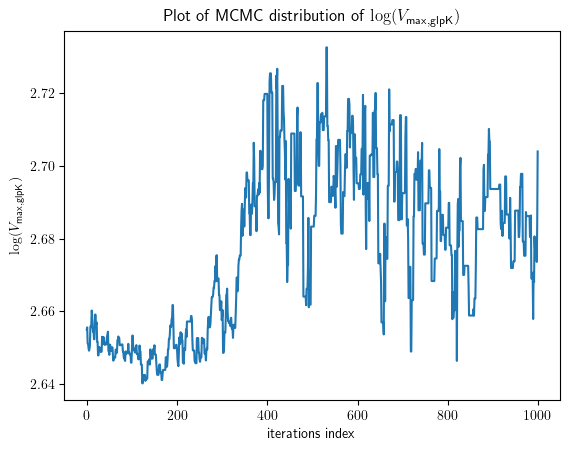 Plot of MCMC distribution of log(V_max,glpK)
log(V_max,glpK)
2.72
2.70
2.68
2.66
2.64
0 200 400 600 800 1000
iterations index